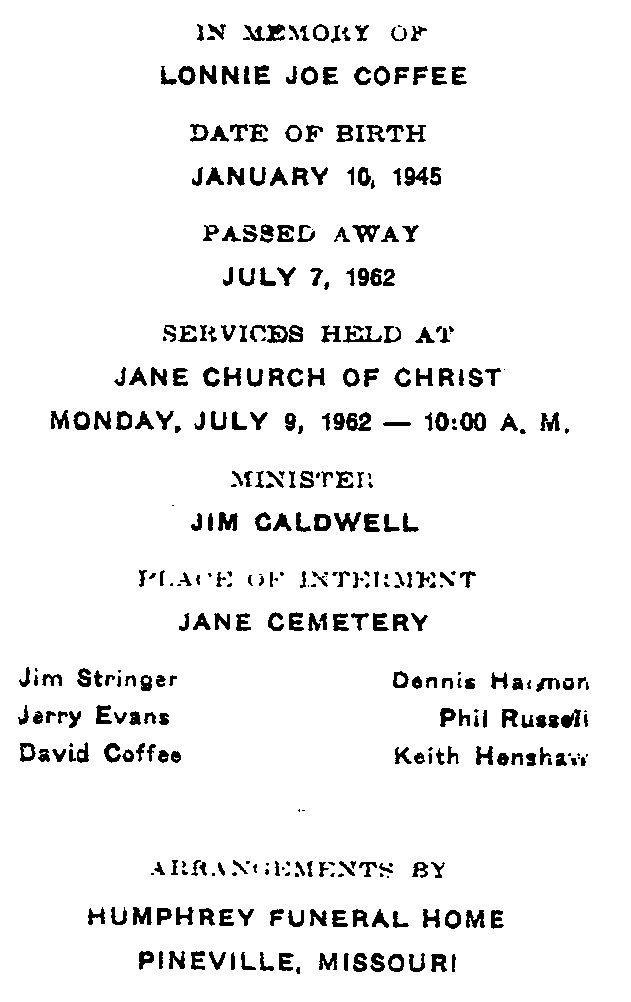 IN MEMORY OF
LONNIE JOE COFFEE
DATE OF BIRTH
JANUARY 10, 1945
PASSED AWAY
JULY 7, 1962
SERVICES HELD AT
JANE CHURCH OF CHRIST
MONDAY, JULY 9, 1962 — 10:00 A. M.
MINISTER
JIM CALDWELL
PLACE OF INTERMENT
JANE CEMETERY
Jim Stringer Dennis Harmon
Jerry Evans Phil Russell
David Coffee Keith Henshaw
ARRANGEMENTS BY
HUMPHREY FUNERAL HOME
PINEVILLE, MISSOURI